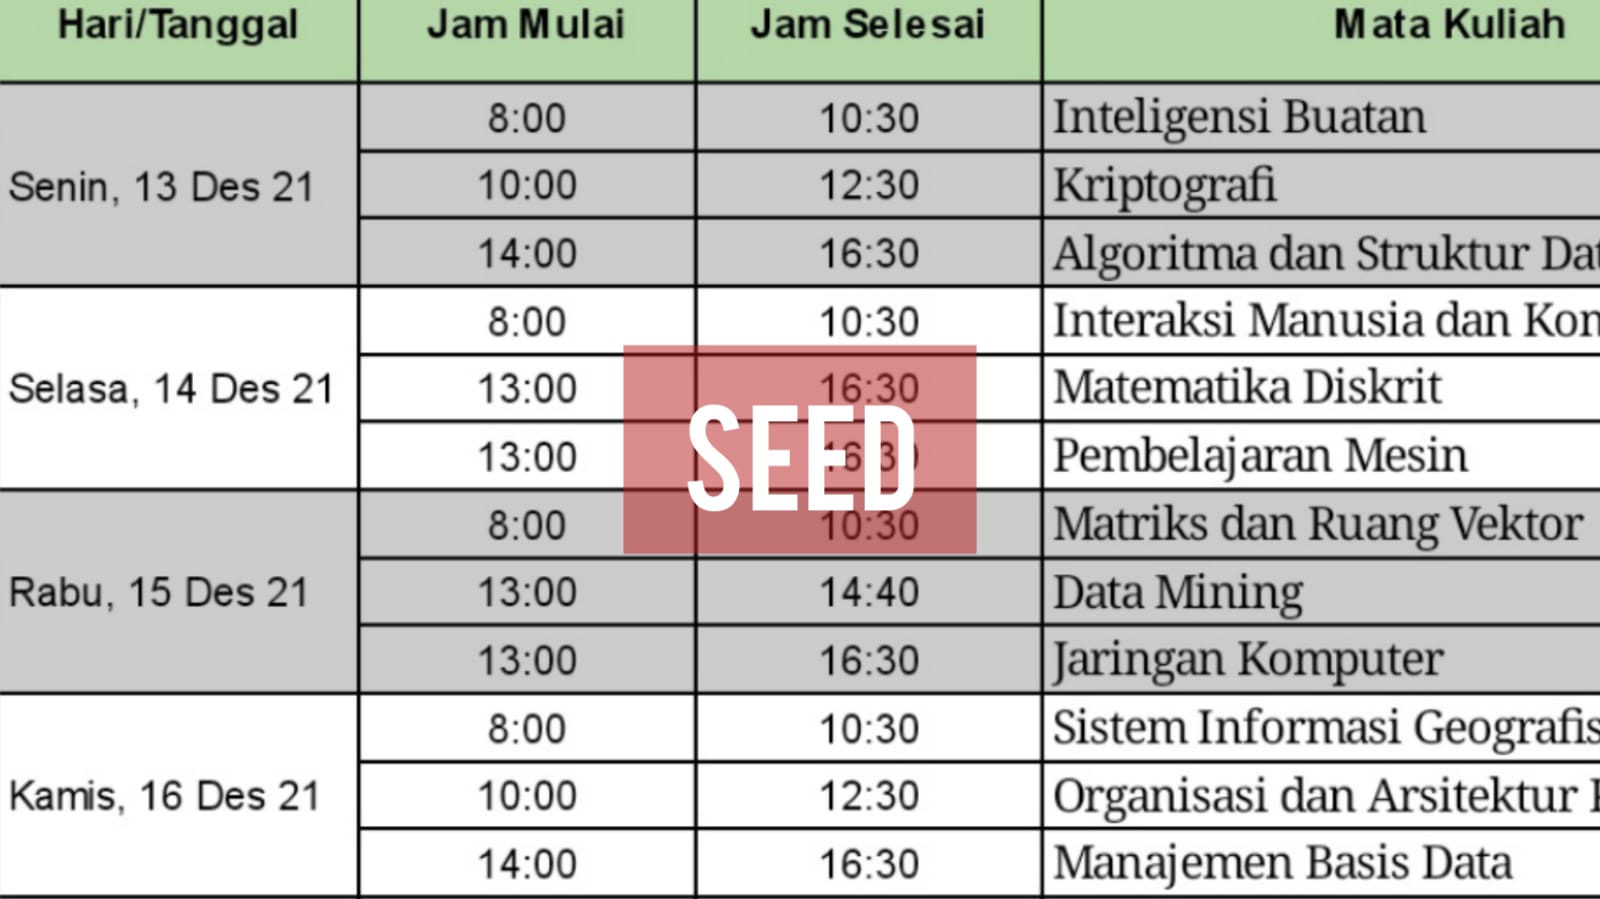 Hari/Tanggal Jam Mulai Jam Selesai Mata Kuliah
Senin, 13 Des 21 8:00 10:30 Inteligensi Buatan
10:00 12:30 Kriptografi
14:00 16:30 Algoritma dan Struktur Dat
Selasa, 14 Des 21 8:00 10:30 Interaksi Manusia dan Kom
13:00 16:30 Matematika Diskrit
13:00 16:30 Pembelajaran Mesin
SEED
Rabu, 15 Des 21 8:00 10:30 Matriks dan Ruang Vektor
13:00 14:40 Data Mining
13:00 16:30 Jaringan Komputer
Kamis, 16 Des 21 8:00 10:30 Sistem Informasi Geografis
10:00 12:30 Organisasi dan Arsitektur
14:00 16:30 Manajemen Basis Data